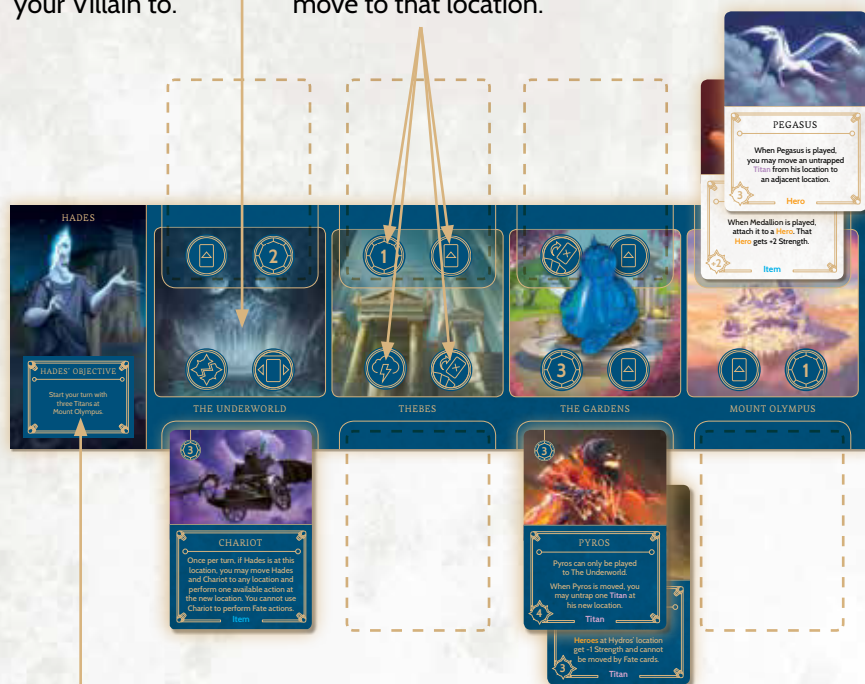 your Villain to.
move to that location.
PEGASUS
When Pegasus is played,
you may move an untrapped
Titan from his location to
an adjacent location.
3
Hero
When Medallion is played,
attach it to a Hero. That
Hero gets +2 Strength.
+2
Item
HADES
HADES' OBJECTIVE
Start your turn with
three Titans at
Mount Olympus.
2
1
3
1
THE UNDERWORLD
THEBES
THE GARDENS
MOUNT OLYMPUS
3
CHARIOT
Once per turn, if Hades is at this
location, you may move Hades
and Chariot to any location and
perform one available action at
the new location. You cannot use
Chariot to perform Fate actions.
Item
3
PYROS
Pyros can only be played
to The Underworld.
When Pyros is moved, you
may untrap one Titan at
his new location.
4
Titan
Heroes at Hydros' location
get -1 Strength and cannot
be moved by Fate cards.
3
Titan